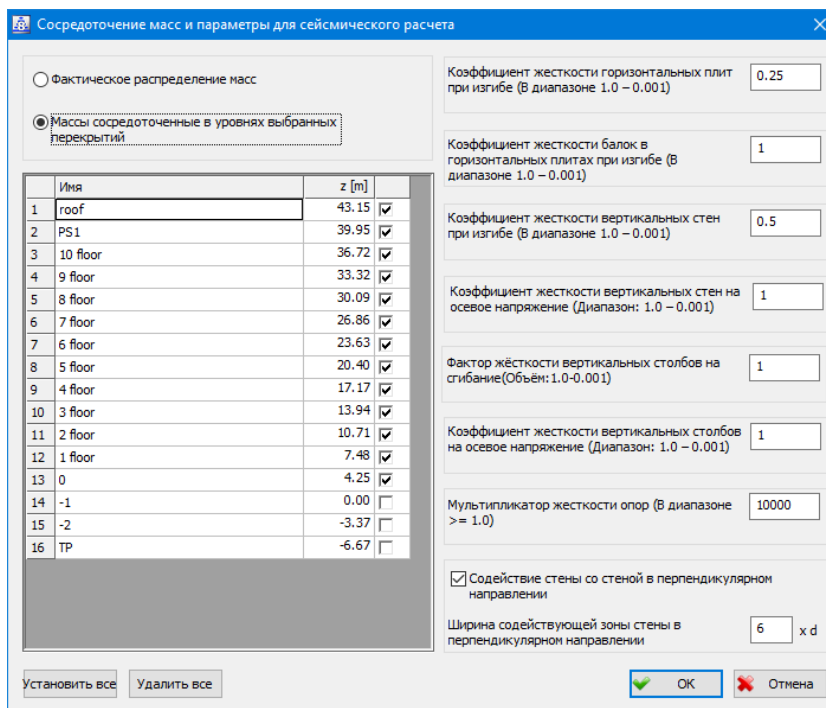 Сосредоточение масс и параметры для сейсмического расчета
Фактическое распределение масс
Массы сосредоточенные в уровнях выбранных
перекрытий
Имя z [m]
1 roof 43.15
2 PS1 39.95
3 10 floor 36.72
4 9 floor 33.32
5 8 floor 30.09
6 7 floor 26.86
7 6 floor 23.63
8 5 floor 20.40
9 4 floor 17.17
10 3 floor 13.94
11 2 floor 10.71
12 1 floor 7.48
13 0 4.25
14 -1 0.00
15 -2 -3.37
16 TP -6.67
Установить все Удалить все
Коэффициент жесткости горизонтальных плит
при изгибе (В диапазоне 1.0 – 0.001)
0.25
Коэффициент жесткости балок в
горизонтальных плитах при изгибе (В
диапазоне 1.0 – 0.001)
1
Коэффициент жесткости вертикальных стен
при изгибе (В диапазоне 1.0 – 0.001)
0.5
Коэффициент жесткости вертикальных стен на
осевое напряжение (Диапазон: 1.0 – 0.001)
1
Фактор жёсткости вертикальных столбов на
сгибание(Объём:1.0-0.001)
1
Коэффициент жесткости вертикальных столбов
на осевое напряжение (Диапазон: 1.0 – 0.001)
1
Мультипликатор жесткости опор (В диапазоне
>= 1.0)
10000
Содействие стены со стеной в перпендикулярном
направлении
Ширина содействующей зоны стены в
перпендикулярном направлении
6 x d
OK Отмена